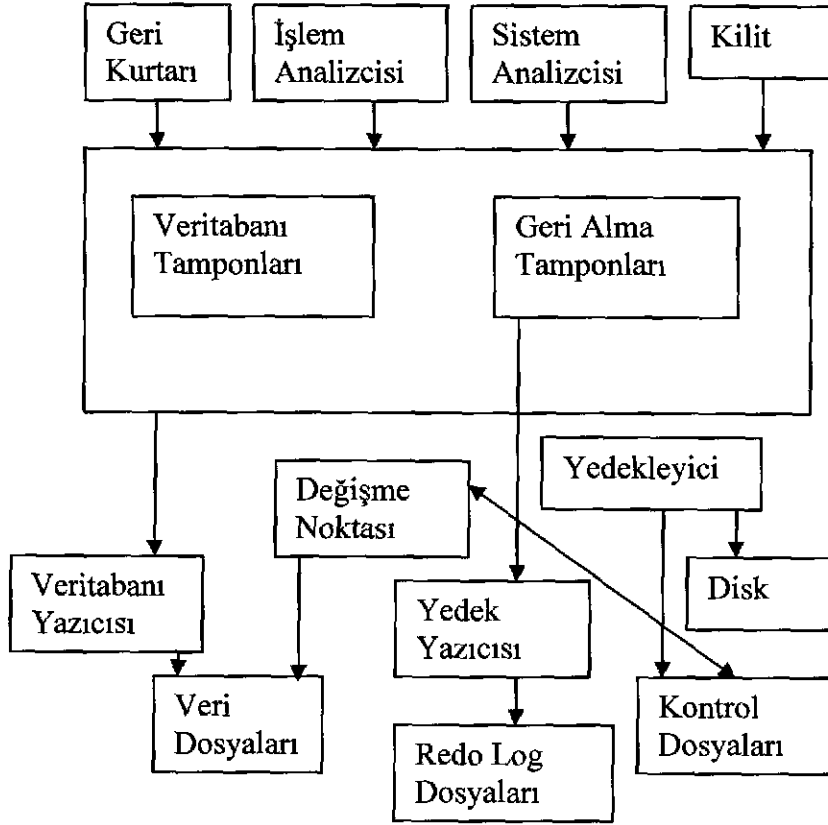 Geri
Kurtarı
İşlem
Analizcisi
Sistem
Analizcisi
Kilit
Veritabanı
Tamponları
Geri Alma
Tamponları
Değişme
Noktası
Yedekleyici
Veritabanı
Yazıcısı
Yedek
Yazıcısı
Disk
Veri
Dosyaları
Redo Log
Dosyaları
Kontrol
Dosyaları